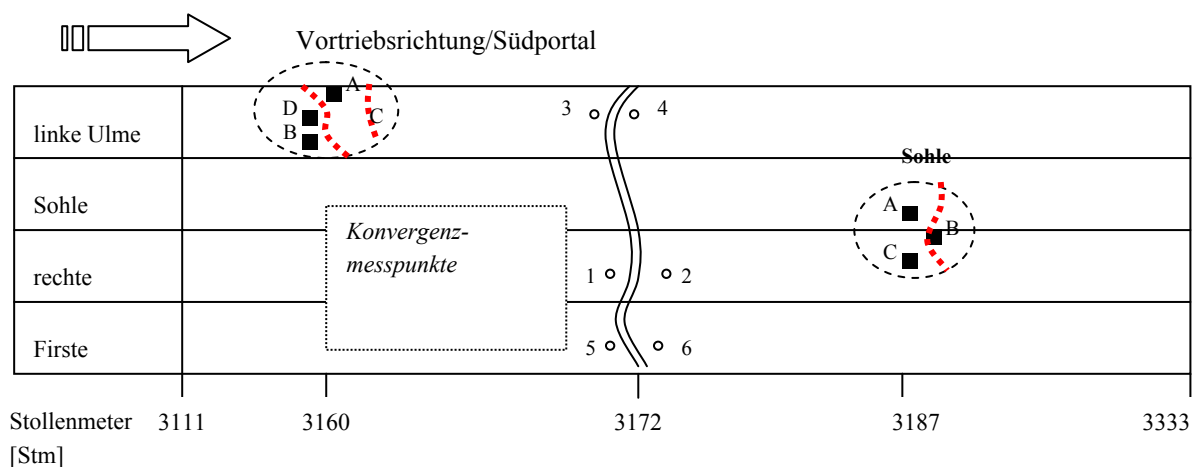 Vortriebsrichtung/Südportal
A
D
C
B
linke Ulme
3
4
Sohle
Sohle
A
B
C
Konvergenz-
messpunkte
rechte
1
2
Firste
5
6
Stollenmeter 3111 3160 3172 3187 3333
[Stm]